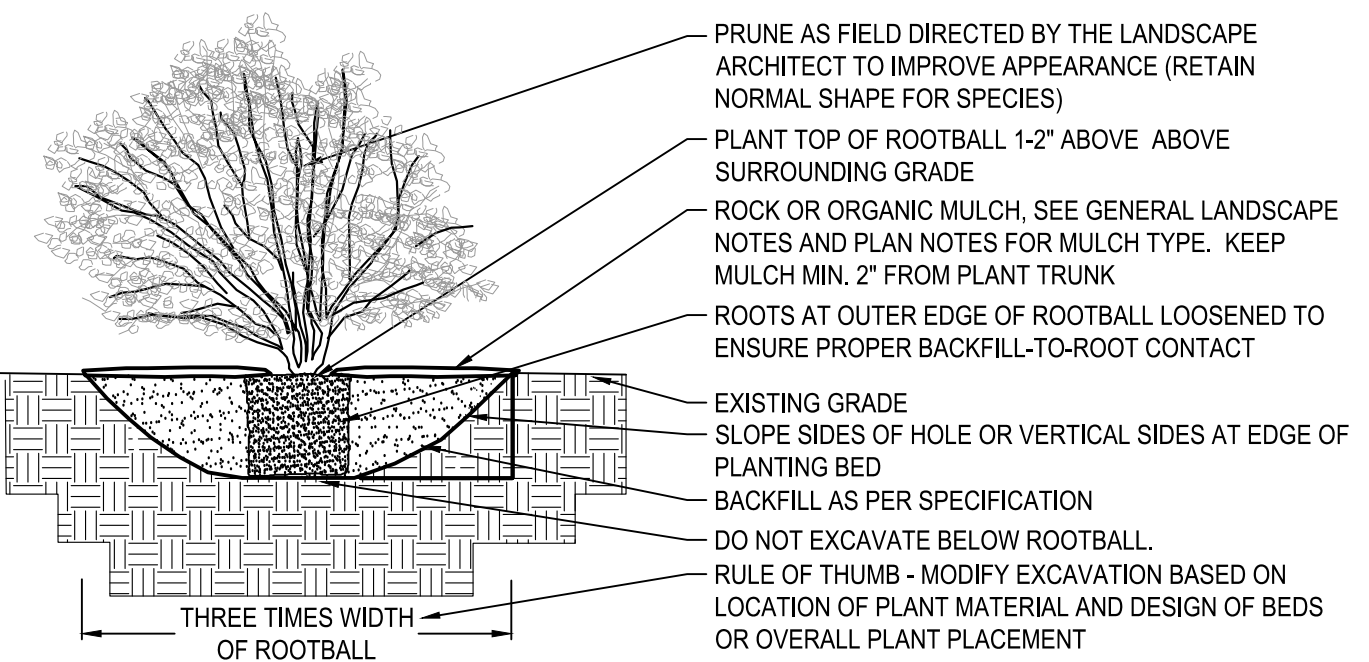 PRUNE AS FIELD DIRECTED BY THE LANDSCAPE
ARCHITECT TO IMPROVE APPEARANCE (RETAIN
NORMAL SHAPE FOR SPECIES)
PLANT TOP OF ROOTBALL 1-2" ABOVE  ABOVE
SURROUNDING GRADE
ROCK OR ORGANIC MULCH, SEE GENERAL LANDSCAPE
NOTES AND PLAN NOTES FOR MULCH TYPE.  KEEP
MULCH MIN. 2" FROM PLANT TRUNK
ROOTS AT OUTER EDGE OF ROOTBALL LOOSENED TO
ENSURE PROPER BACKFILL-TO-ROOT CONTACT
EXISTING GRADE
SLOPE SIDES OF HOLE OR VERTICAL SIDES AT EDGE OF
PLANTING BED
BACKFILL AS PER SPECIFICATION
DO NOT EXCAVATE BELOW ROOTBALL.
RULE OF THUMB - MODIFY EXCAVATION BASED ON
LOCATION OF PLANT MATERIAL AND DESIGN OF BEDS
OR OVERALL PLANT PLACEMENT
THREE TIMES WIDTH
OF ROOTBALL